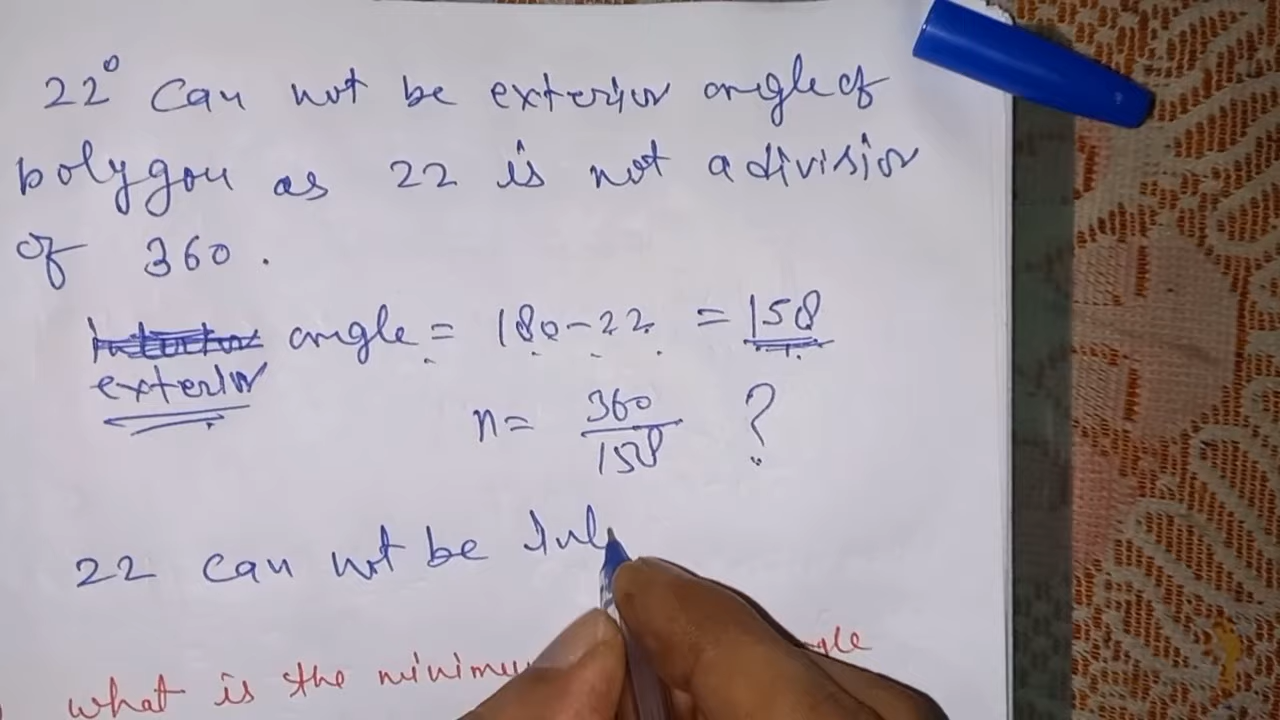 22° can not be exterior angle of
polygon as 22 is not a division
of 360.
angle = 180-22 = 158
exterior
n= 360/158 ?
22 can not be
what is the angle